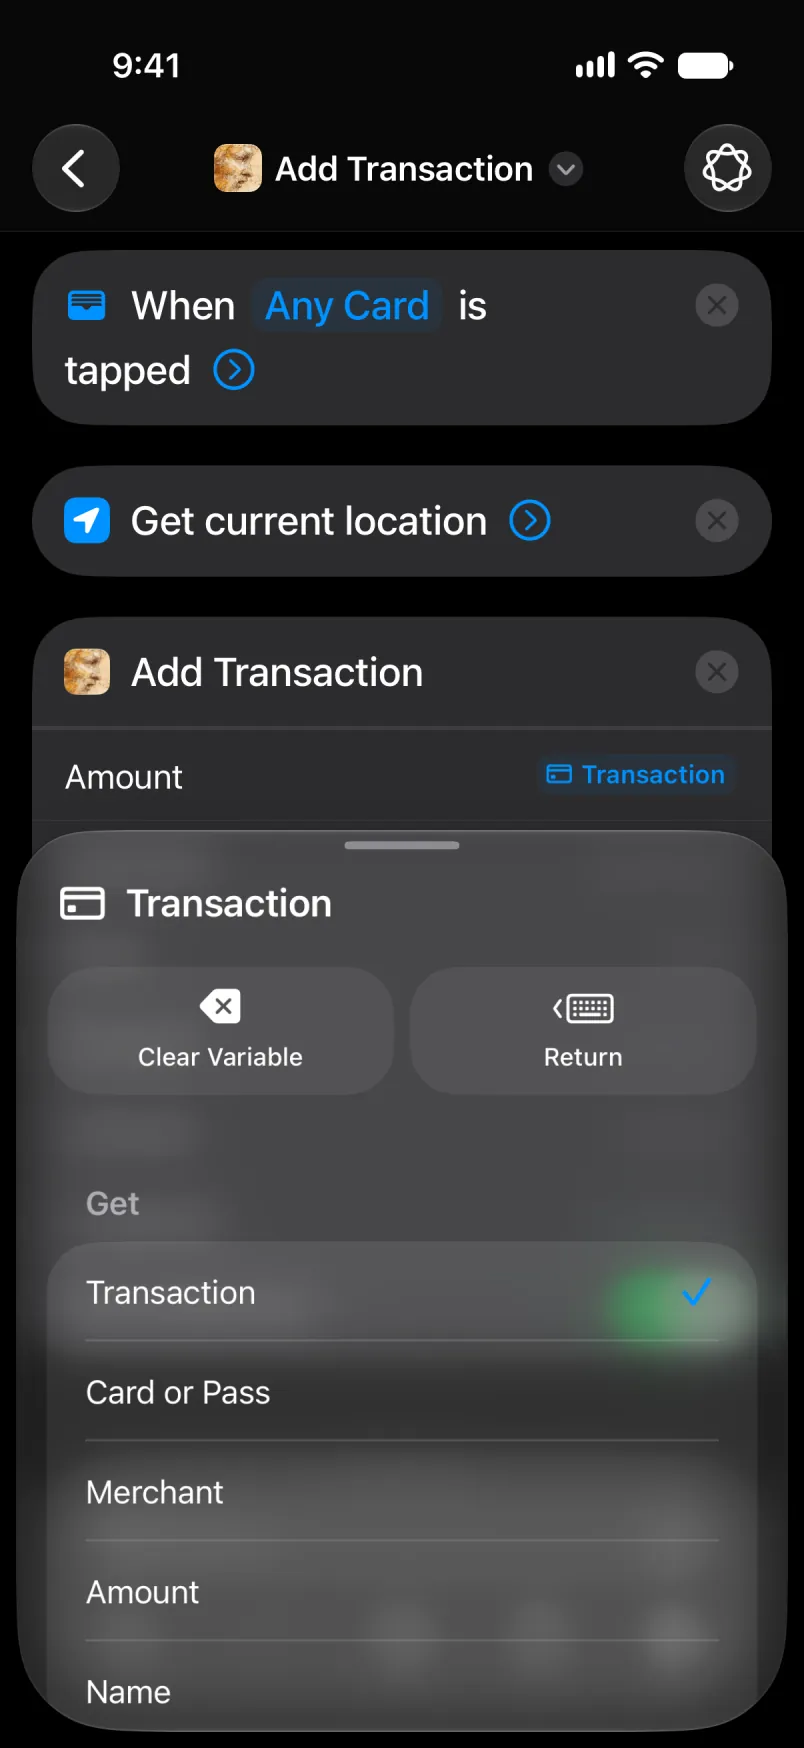 9:41
Add Transaction
When Any Card is
tapped
Get current location
Add Transaction
Amount Transaction
Transaction
Clear Variable Return
Get
Transaction
Card or Pass
Merchant
Amount
Name